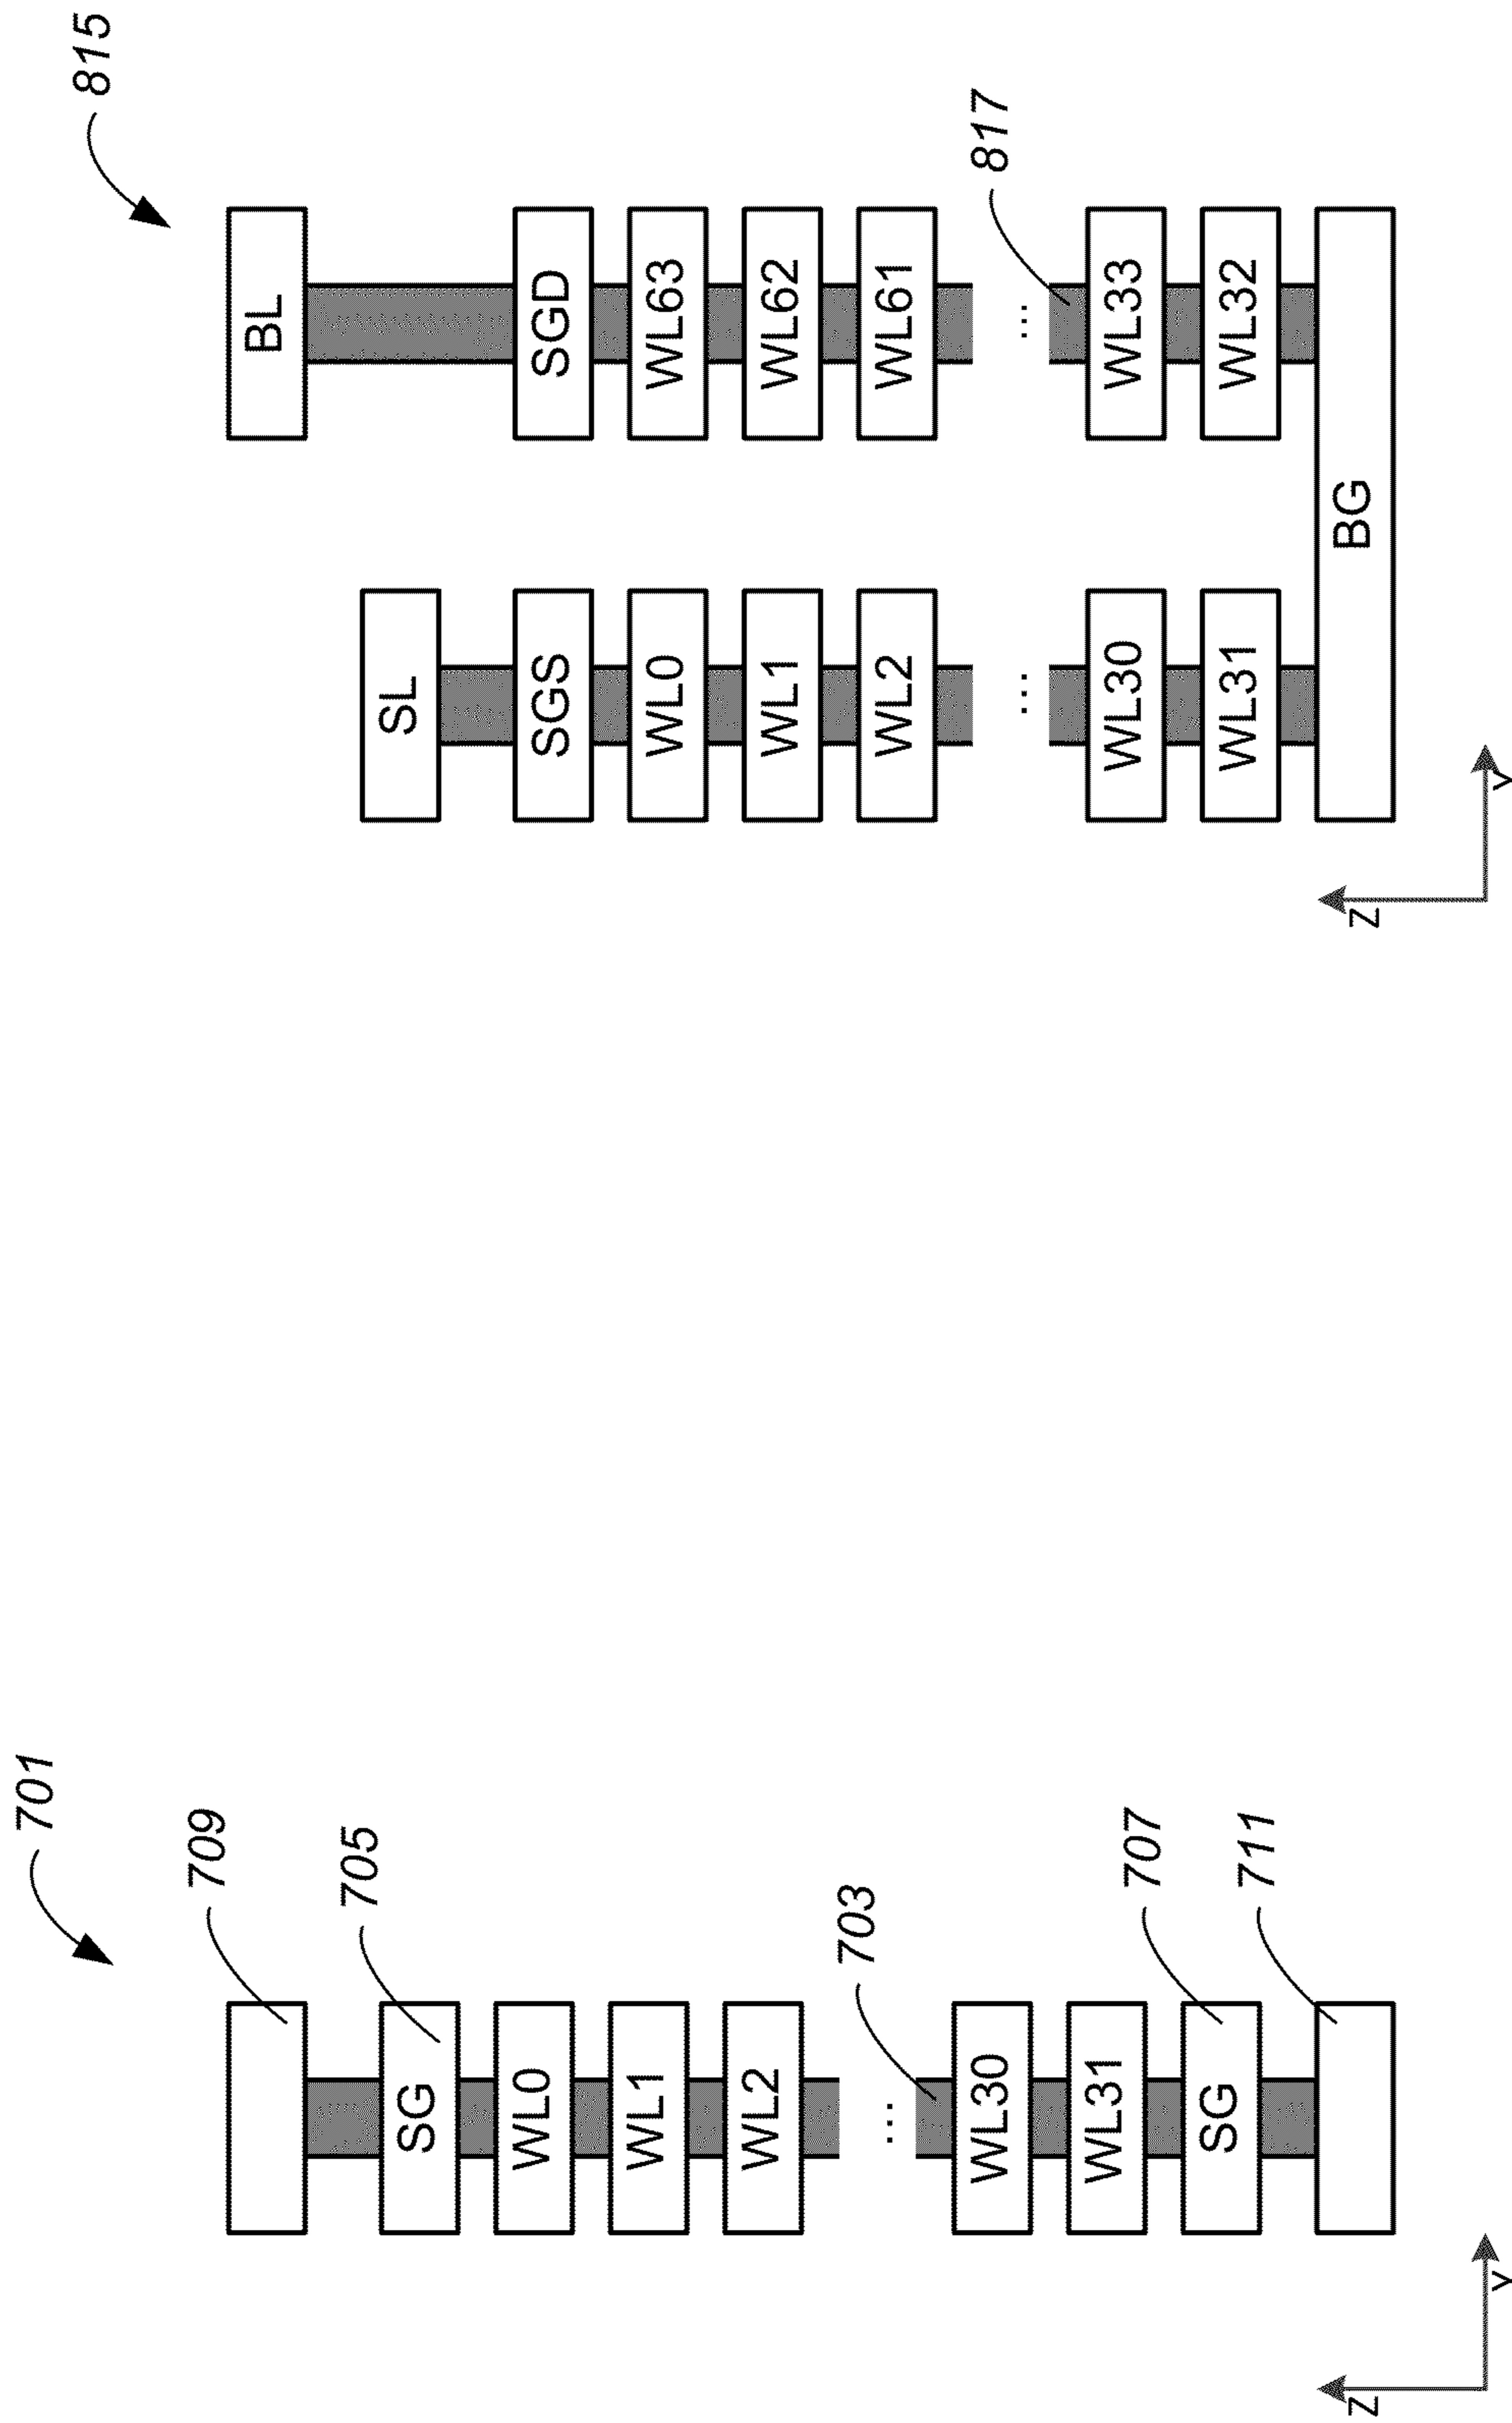 701
709
705
SG
WL0
WL1
WL2
703
...
WL30
WL31
707
SG
711
z
y
815
BL
SL
SGS
SGD
WL0
WL63
WL1
WL62
WL2
WL61
817
...
...
WL30
WL33
WL31
WL32
BG
z
y